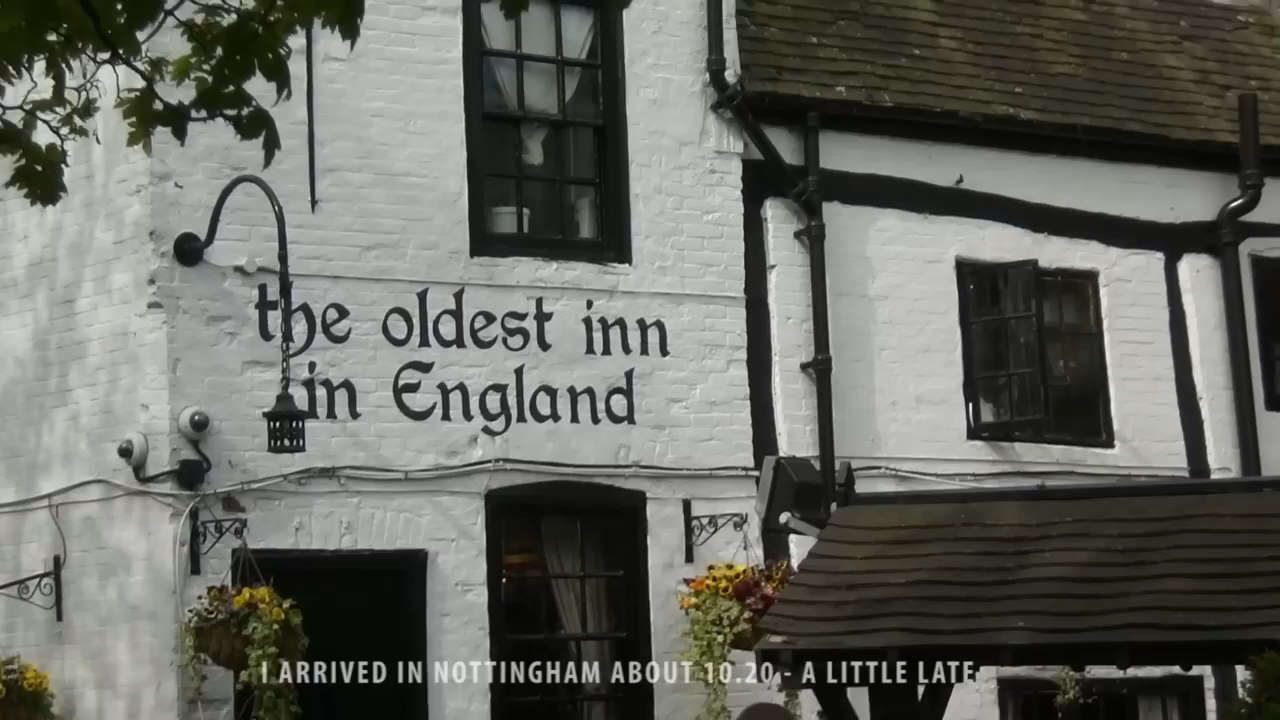 the oldest inn
in England
I ARRIVED IN NOTTINGHAM ABOUT 10.20 - A LITTLE LATE